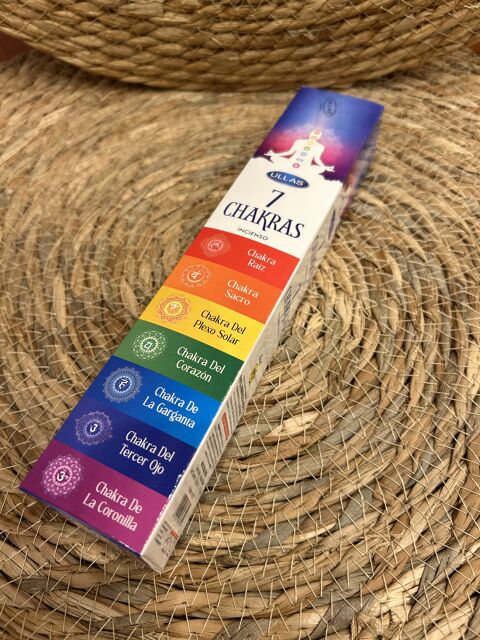 ULLAS
7
CHAKRAS
INCIENSO
Chakra
Raíz
Chakra
Sacro
Chakra Del
Plexo Solar
Chakra Del
Corazón
Chakra De
La Garganta
Chakra Del
Tercer Ojo
Chakra De
La Coronilla